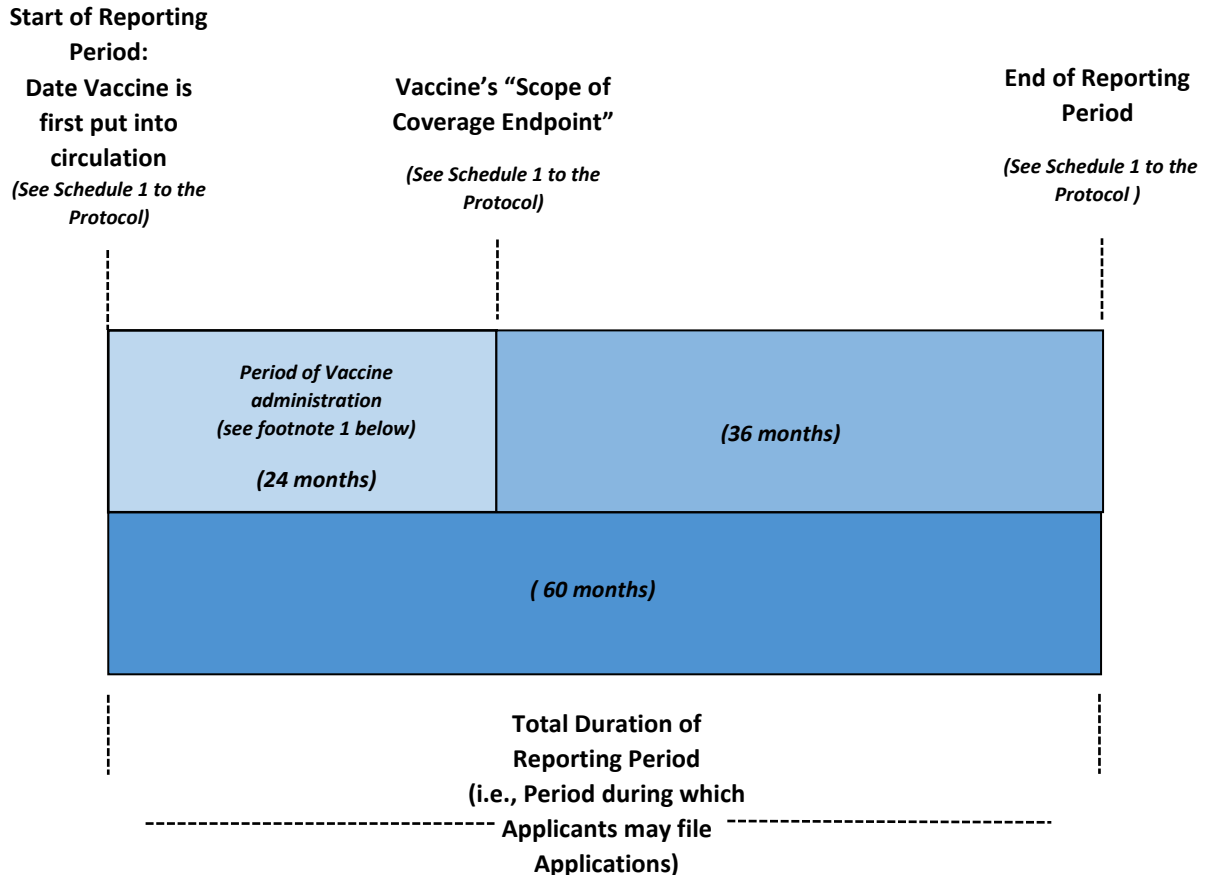 Start of Reporting
Period:
Date Vaccine is
first put into
circulation
(See Schedule 1 to the
Protocol)
Vaccine’s “Scope of
Coverage Endpoint”
(See Schedule 1 to the
Protocol)
End of Reporting
Period
(See Schedule 1 to the
Protocol )
Period of Vaccine
administration
(see footnote 1 below)
(24 months)
(36 months)
( 60 months)
Total Duration of
Reporting Period
(i.e., Period during which
Applicants may file
Applications)